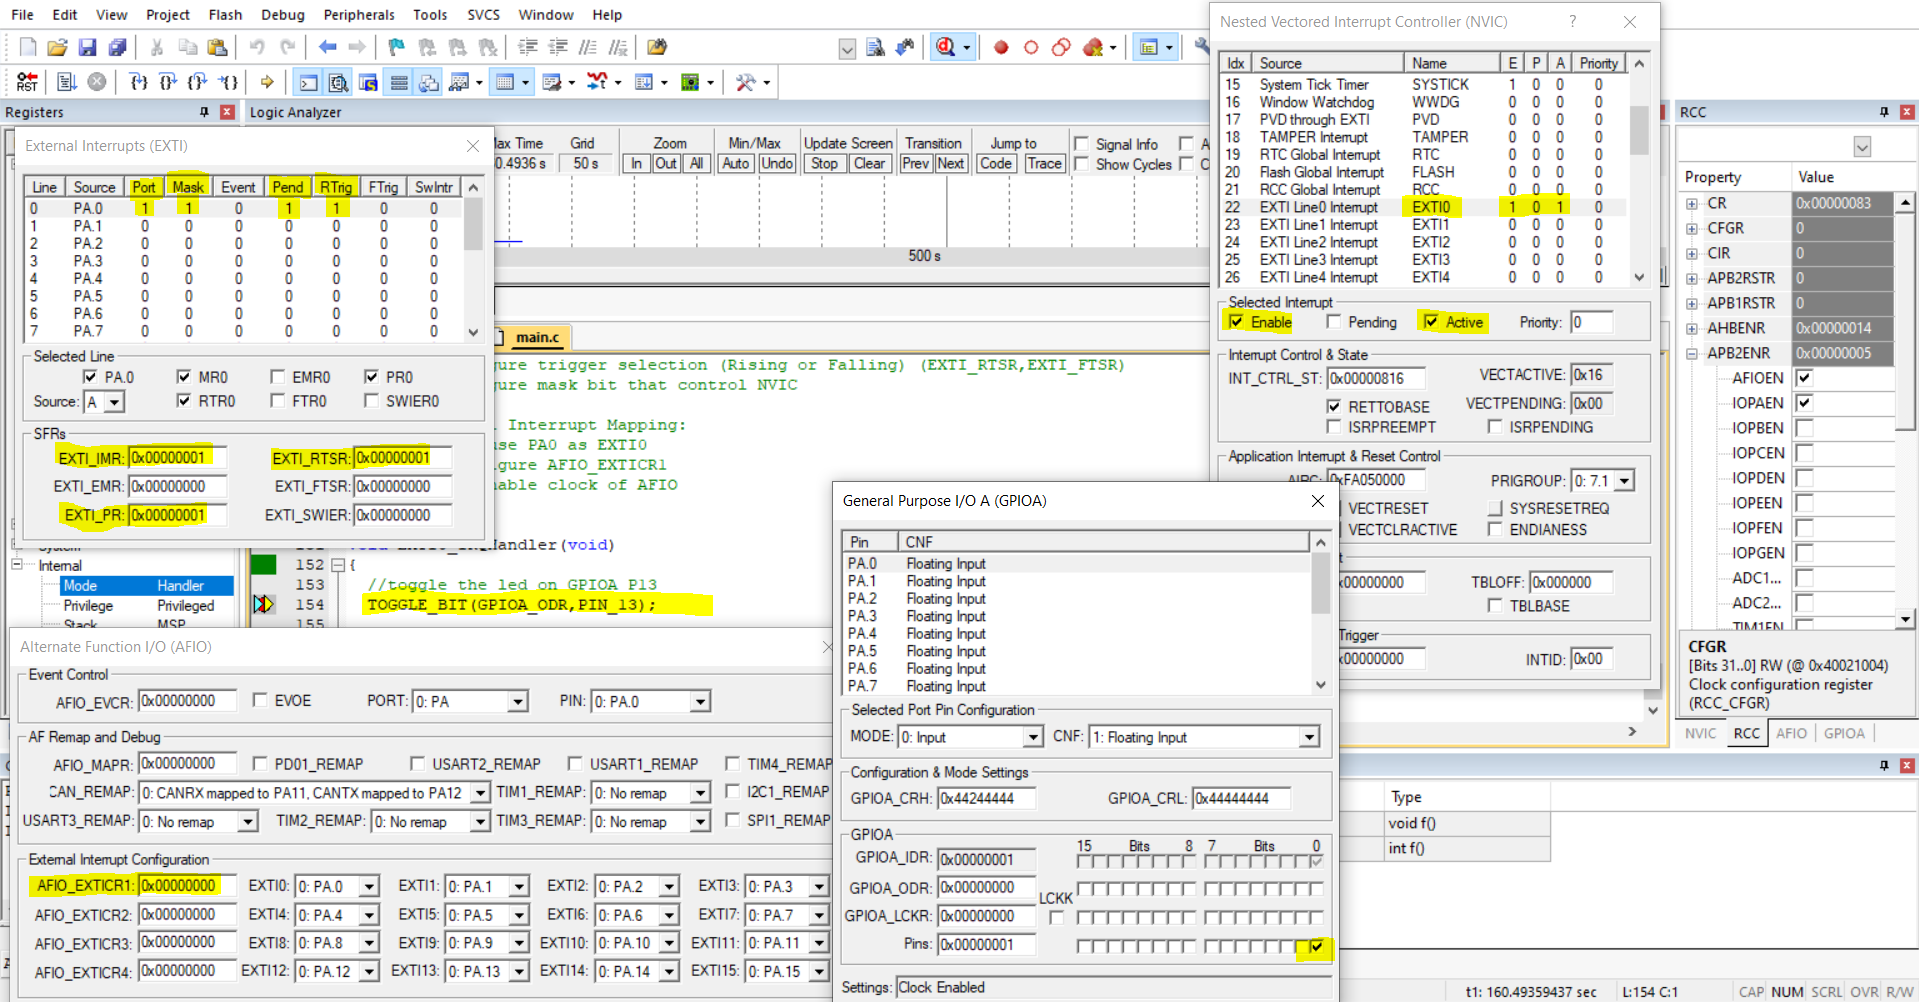 File Edit View Project Flash Debug Peripherals Tools SVCS Window Help
Registers
Logic Analyzer
External Interrupts (EXTI)
Line Source Port Mask Event Pend RTrig FTrig SwIntr
0 PA.0 1 1 0 1 1 0 0
1 PA.1 0 0 0 0 0 0 0
2 PA.2 0 0 0 0 0 0 0
3 PA.3 0 0 0 0 0 0 0
4 PA.4 0 0 0 0 0 0 0
5 PA.5 0 0 0 0 0 0 0
6 PA.6 0 0 0 0 0 0 0
7 PA.7 0 0 0 0 0 0 0
Selected Line
PA.0 MR0 EMR0 PR0
Source: A RTR0 FTR0 SWIER0
SFRs
EXTI_IMR: 0x00000001 EXTI_RTSR: 0x00000001
EXTI_EMR: 0x00000000 EXTI_FTSR: 0x00000000
EXTI_PR: 0x00000001 EXTI_SWIER: 0x00000000
Internal
Mode Handler
Privilege Privileged
Stack MSP
Max Time Grid Zoom Min/Max Update Screen Transition Jump to Signal Info
0.4936 s 50 s In Out All Auto Undo Stop Clear Prev Next Code Trace Show Cycles
500 s
main.c
gure trigger selection (Rising or Falling) (EXTI_RTSR,EXTI_FTSR)
gure mask bit that control NVIC
Interrupt Mapping:
use PA0 as EXTI0
gure AFIO_EXTICR1
nable clock of AFIO
Handler(void)
152 {
153 //toggle the led on GPIOA P13
154 TOGGLE_BIT(GPIOA_ODR,PIN_13);
155
Nested Vectored Interrupt Controller (NVIC) ?
Idx Source Name E P A Priority
15 System Tick Timer SYSTICK 1 0 0 0
16 Window Watchdog WWDG 0 0 0 0
17 PVD through EXTI PVD 0 0 0 0
18 TAMPER Interrupt TAMPER 0 0 0 0
19 RTC Global Interrupt RTC 0 0 0 0
20 Flash Global Interrupt FLASH 0 0 0 0
21 RCC Global Interrupt RCC 0 0 0 0
22 EXTI Line0 Interrupt EXTI0 1 0 1 0
23 EXTI Line1 Interrupt EXTI1 0 0 0 0
24 EXTI Line2 Interrupt EXTI2 0 0 0 0
25 EXTI Line3 Interrupt EXTI3 0 0 0 0
26 EXTI Line4 Interrupt EXTI4 0 0 0 0
Selected Interrupt
Enable Pending Active Priority: 0
Interrupt Control & State
INT_CTRL_ST: 0x00000816 VECTACTIVE: 0x16
RETTOBASE VECTPENDING: 0x00
ISRPREEMPT ISRPENDING
Application Interrupt & Reset Control
AIRC: 0xFA050000 PRIGROUP: 0: 7.1
VECTRESET SYSRESETREQ
VECTCLRACTIVE ENDIANESS
x00000000 TBLOFF: 0x000000
TBLBASE
Trigger
x00000000 INTID: 0x00
RCC
Property Value
CR 0x00000083
CFGR 0
CIR 0
APB2RSTR 0
APB1RSTR 0
AHBENR 0x00000014
APB2ENR 0x00000005
AFIOEN
IOPAEN
IOPBEN
IOPCEN
IOPDEN
IOPEEN
IOPFEN
IOPGEN
ADC1...
ADC2...
TIM1EN
CFGR
[Bits 31..0] RW (@ 0x40021004)
Clock configuration register
(RCC_CFGR)
NVIC RCC AFIO GPIOA
Alternate Function I/O (AFIO)
Event Control
AFIO_EVCR: 0x00000000 EVOE PORT: 0: PA PIN: 0: PA.0
AF Remap and Debug
AFIO_MAPR: 0x00000000 PD01_REMAP USART2_REMAP USART1_REMAP TIM4_REMAP
CAN_REMAP: 0: CANRX mapped to PA11, CANTX mapped to PA12 TIM1_REMAP: 0: No remap I2C1_REMAP
USART3_REMAP: 0: No remap TIM2_REMAP: 0: No remap TIM3_REMAP: 0: No remap SPI1_REMAP
External Interrupt Configuration
AFIO_EXTICR1: 0x00000000 EXTI0: 0: PA.0 EXTI1: 0: PA.1 EXTI2: 0: PA.2 EXTI3: 0: PA.3
AFIO_EXTICR2: 0x00000000 EXTI4: 0: PA.4 EXTI5: 0: PA.5 EXTI6: 0: PA.6 EXTI7: 0: PA.7
AFIO_EXTICR3: 0x00000000 EXTI8: 0: PA.8 EXTI9: 0: PA.9 EXTI10: 0: PA.10 EXTI11: 0: PA.11
AFIO_EXTICR4: 0x00000000 EXTI12: 0: PA.12 EXTI13: 0: PA.13 EXTI14: 0: PA.14 EXTI15: 0: PA.15
General Purpose I/O A (GPIOA)
Pin CNF
PA.0 Floating Input
PA.1 Floating Input
PA.2 Floating Input
PA.3 Floating Input
PA.4 Floating Input
PA.5 Floating Input
PA.6 Floating Input
PA.7 Floating Input
Selected Port Pin Configuration
MODE: 0: Input CNF: 1: Floating Input
Configuration & Mode Settings
GPIOA_CRH: 0x44244444 GPIOA_CRL: 0x44444444
GPIOA
15 Bits 8 7 Bits 0
GPIOA_IDR: 0x00000001
GPIOA_ODR: 0x00000000
LCKK
GPIOA_LCKR: 0x00000000
Pins: 0x00000001
Settings: Clock Enabled
Type
void f()
int f()
t1: 160.49359437 sec L:154 C:1 CAP NUM SCRL OVR R/W